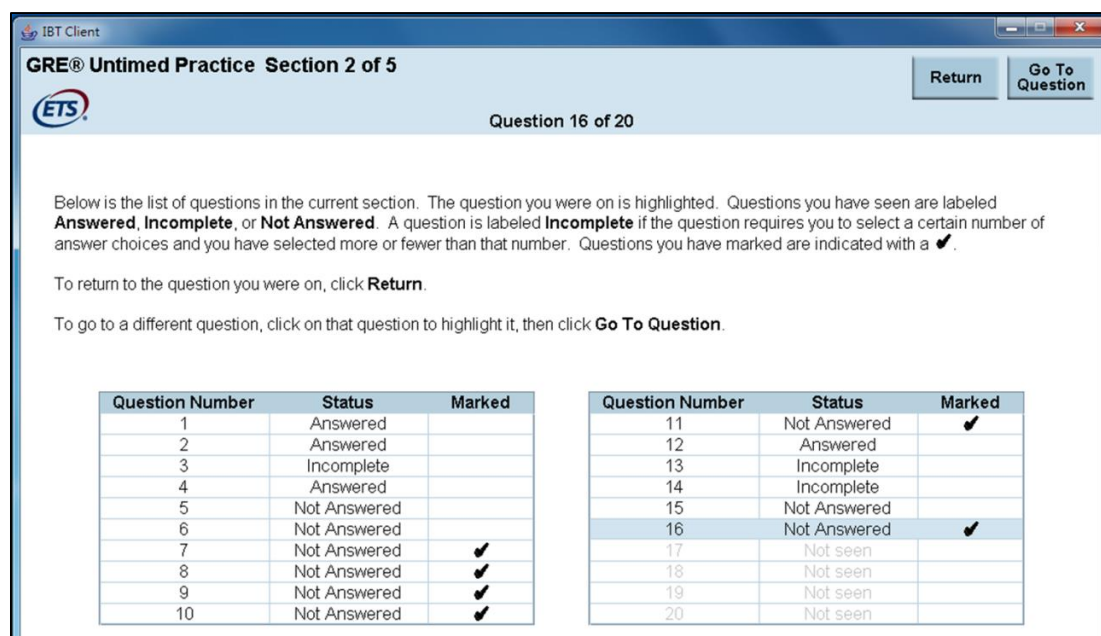 IBT Client
GRE® Untimed Practice Section 2 of 5
Return
Go To
Question
ETS®
Question 16 of 20
Below is the list of questions in the current section. The question you were on is highlighted. Questions you have seen are labeled
Answered, Incomplete, or Not Answered. A question is labeled Incomplete if the question requires you to select a certain number of
answer choices and you have selected more or fewer than that number. Questions you have marked are indicated with a ✔.
To return to the question you were on, click Return.
To go to a different question, click on that question to highlight it, then click Go To Question.
Question Number Status Marked
1 Answered
2 Answered
3 Incomplete
4 Answered
5 Not Answered
6 Not Answered
7 Not Answered ✔
8 Not Answered ✔
9 Not Answered ✔
10 Not Answered ✔
Question Number Status Marked
11 Not Answered ✔
12 Answered
13 Incomplete
14 Incomplete
15 Not Answered
16 Not Answered ✔
17 Not seen
18 Not seen
19 Not seen
20 Not seen